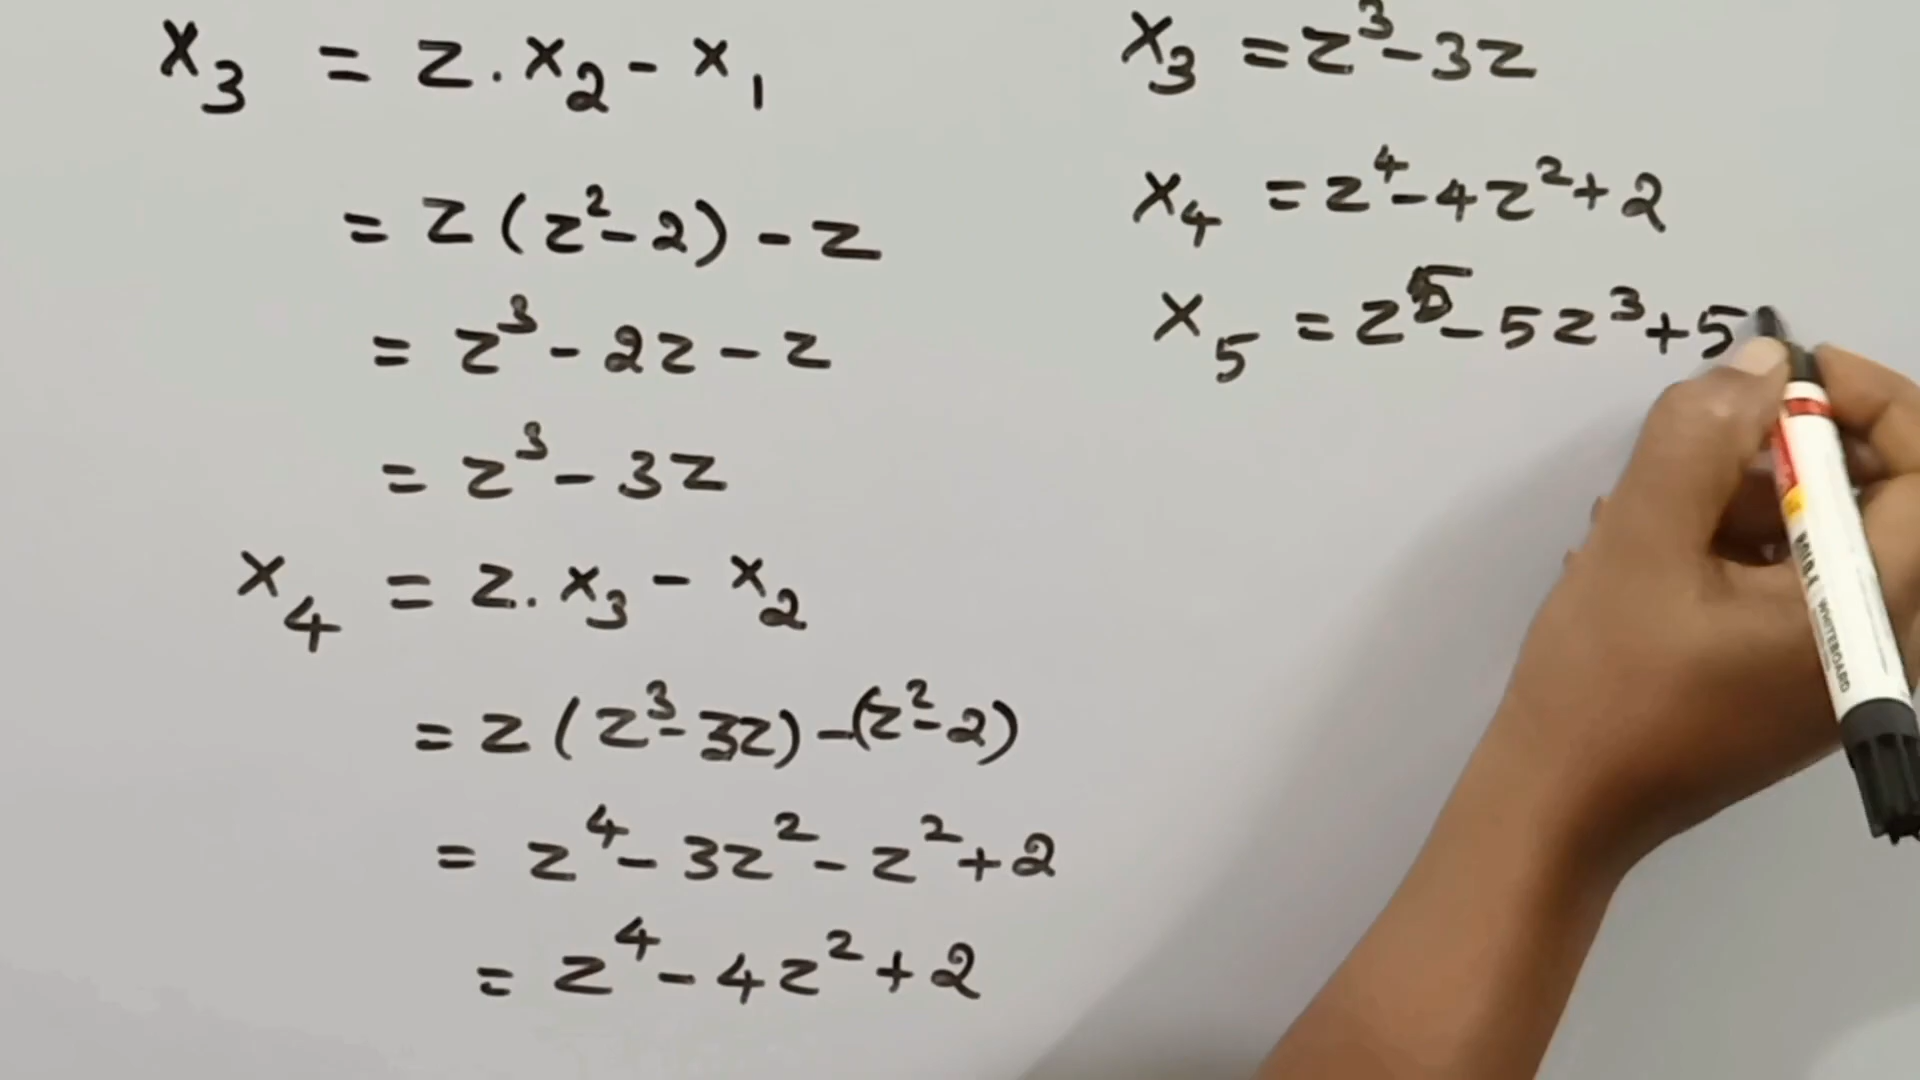 x₃ = z . x₂ - x₁
= z (z² - 2) - z
= z³ - 2z - z
= z³ - 3z
x₄ = z . x₃ - x₂
= z (z³ - 3z) - (z² - 2)
= z⁴ - 3z² - z² + 2
= z⁴ - 4z² + 2
x₃ = z³ - 3z
x₄ = z⁴ - 4z² + 2
x₅ = z⁵ - 5z³ + 5
WHITEBOARD